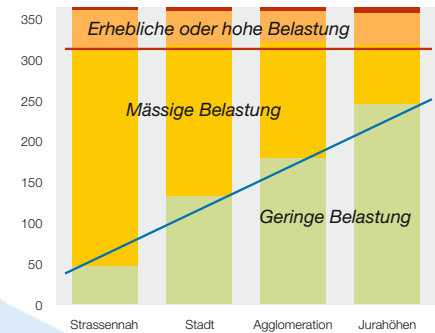 350
Erhebliche oder hohe Belastung
300
250
Mässige Belastung
200
150
100
Geringe Belastung
50
0
Strassennah Stadt Agglomeration Jurahöhen